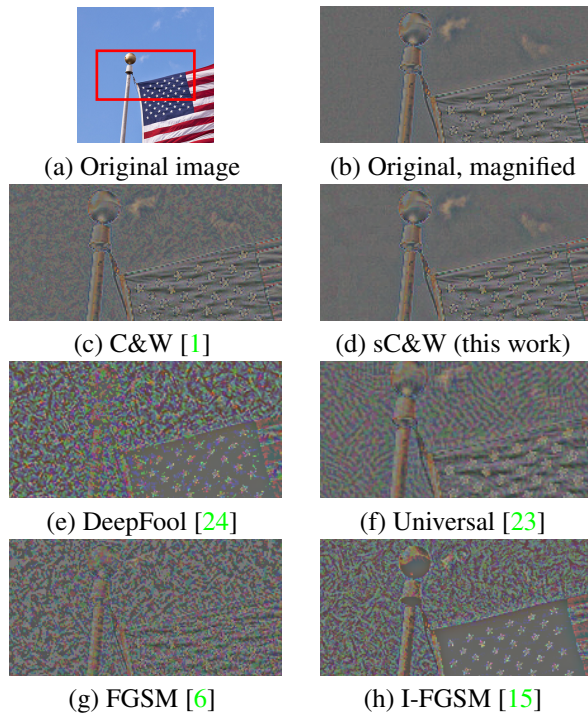 (a) Original image
(b) Original, magnified
(c) C&W [1]
(d) sC&W (this work)
(e) DeepFool [24]
(f) Universal [23]
(g) FGSM [6]
(h) I-FGSM [15]